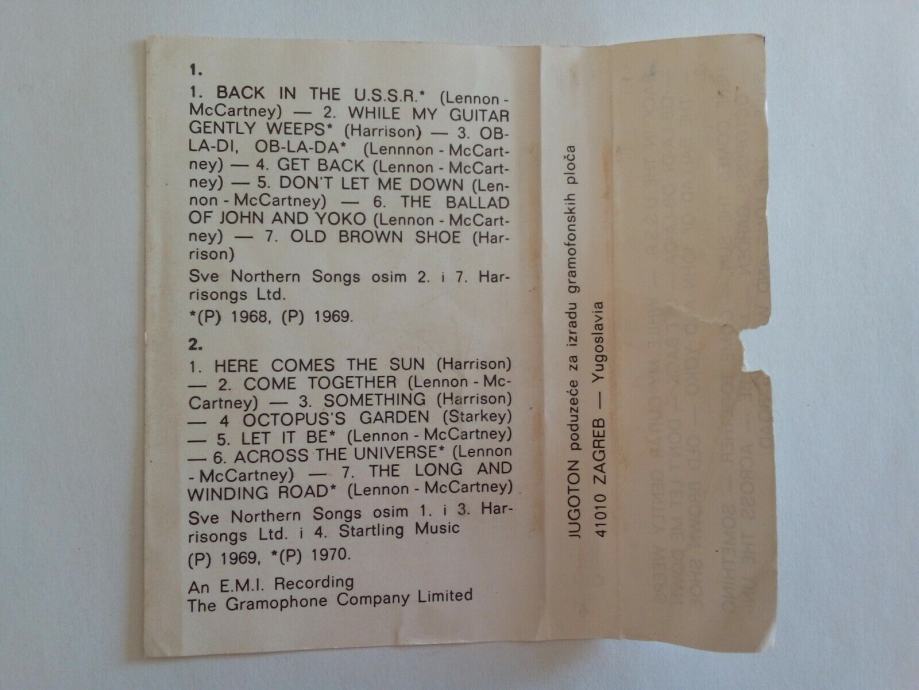 1.
1. BACK IN THE U.S.S.R.* (Lennon -
McCartney) — 2. WHILE MY GUITAR
GENTLY WEEPS* (Harrison) — 3. OB-
LA-DI, OB-LA-DA* (Lennnon - McCart-
ney) — 4. GET BACK (Lennon - McCart-
ney) — 5. DON'T LET ME DOWN (Len-
non - McCartney) — 6. THE BALLAD
OF JOHN AND YOKO (Lennon - McCart-
ney) — 7. OLD BROWN SHOE (Har-
rison)
Sve Northern Songs osim 2. i 7. Har-
risongs Ltd.
*(P) 1968, (P) 1969.
2.
1. HERE COMES THE SUN (Harrison)
— 2. COME TOGETHER (Lennon - Mc-
Cartney) — 3. SOMETHING (Harrison)
— 4 OCTOPUS'S GARDEN (Starkey)
— 5. LET IT BE* (Lennon - McCartney)
— 6. ACROSS THE UNIVERSE* (Lennon
- McCartney) — 7. THE LONG AND
WINDING ROAD* (Lennon - McCartney)
Sve Northern Songs osim 1. i 3. Har-
risongs Ltd. i 4. Startling Music
(P) 1969, *(P) 1970.
An E.M.I. Recording
The Gramophone Company Limited
JUGOTON poduzeće za izradu gramofonskih ploča
41010 ZAGREB — Yugoslavia